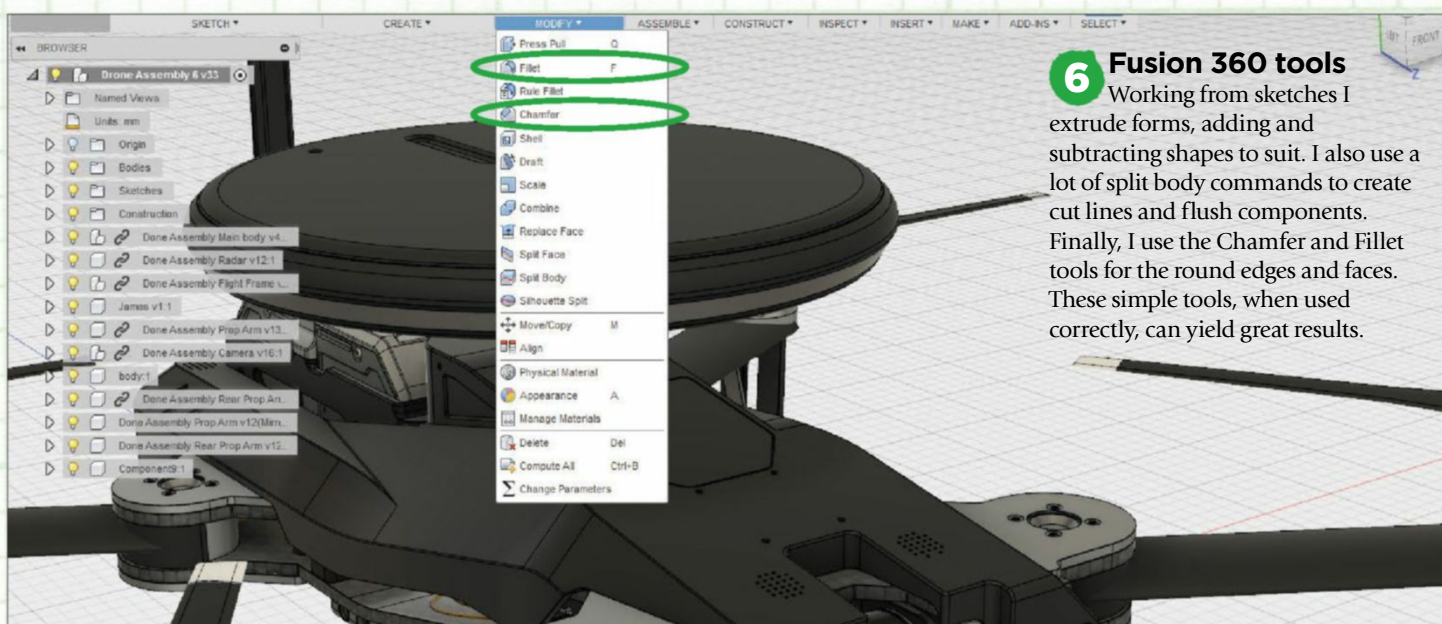 SKETCH ▾
CREATE ▾
MODIFY ▾
ASSEMBLE ▾
CONSTRUCT ▾
INSPECT ▾
INSERT ▾
MAKE ▾
ADD-INS ▾
SELECT ▾
BROWSER
Drone Assembly 6 v33
Named Views
Units: mm
Origin
Bodies
Sketches
Construction
Done Assembly Main body v4...
Done Assembly Radar v12:1
Done Assembly Flight Frame v...
James v1:1
Done Assembly Prop Arm v13...
Done Assembly Camera v16:1
body:1
Done Assembly Rear Prop Arr...
Done Assembly Prop Arm v12(Mirr...
Done Assembly Rear Prop Arm v12...
Component9:1
Press Pull Q
Fillet F
Rule Fillet
Chamfer
Shell
Draft
Scale
Combine
Replace Face
Split Face
Split Body
Silhouette Split
Move/Copy M
Align
Physical Material
Appearance A
Manage Materials
Delete Del
Compute All Ctrl+B
Change Parameters
FRONT
Z
6 Fusion 360 tools
Working from sketches I
extrude forms, adding and
subtracting shapes to suit. I also use a
lot of split body commands to create
cut lines and flush components.
Finally, I use the Chamfer and Fillet
tools for the round edges and faces.
These simple tools, when used
correctly, can yield great results.